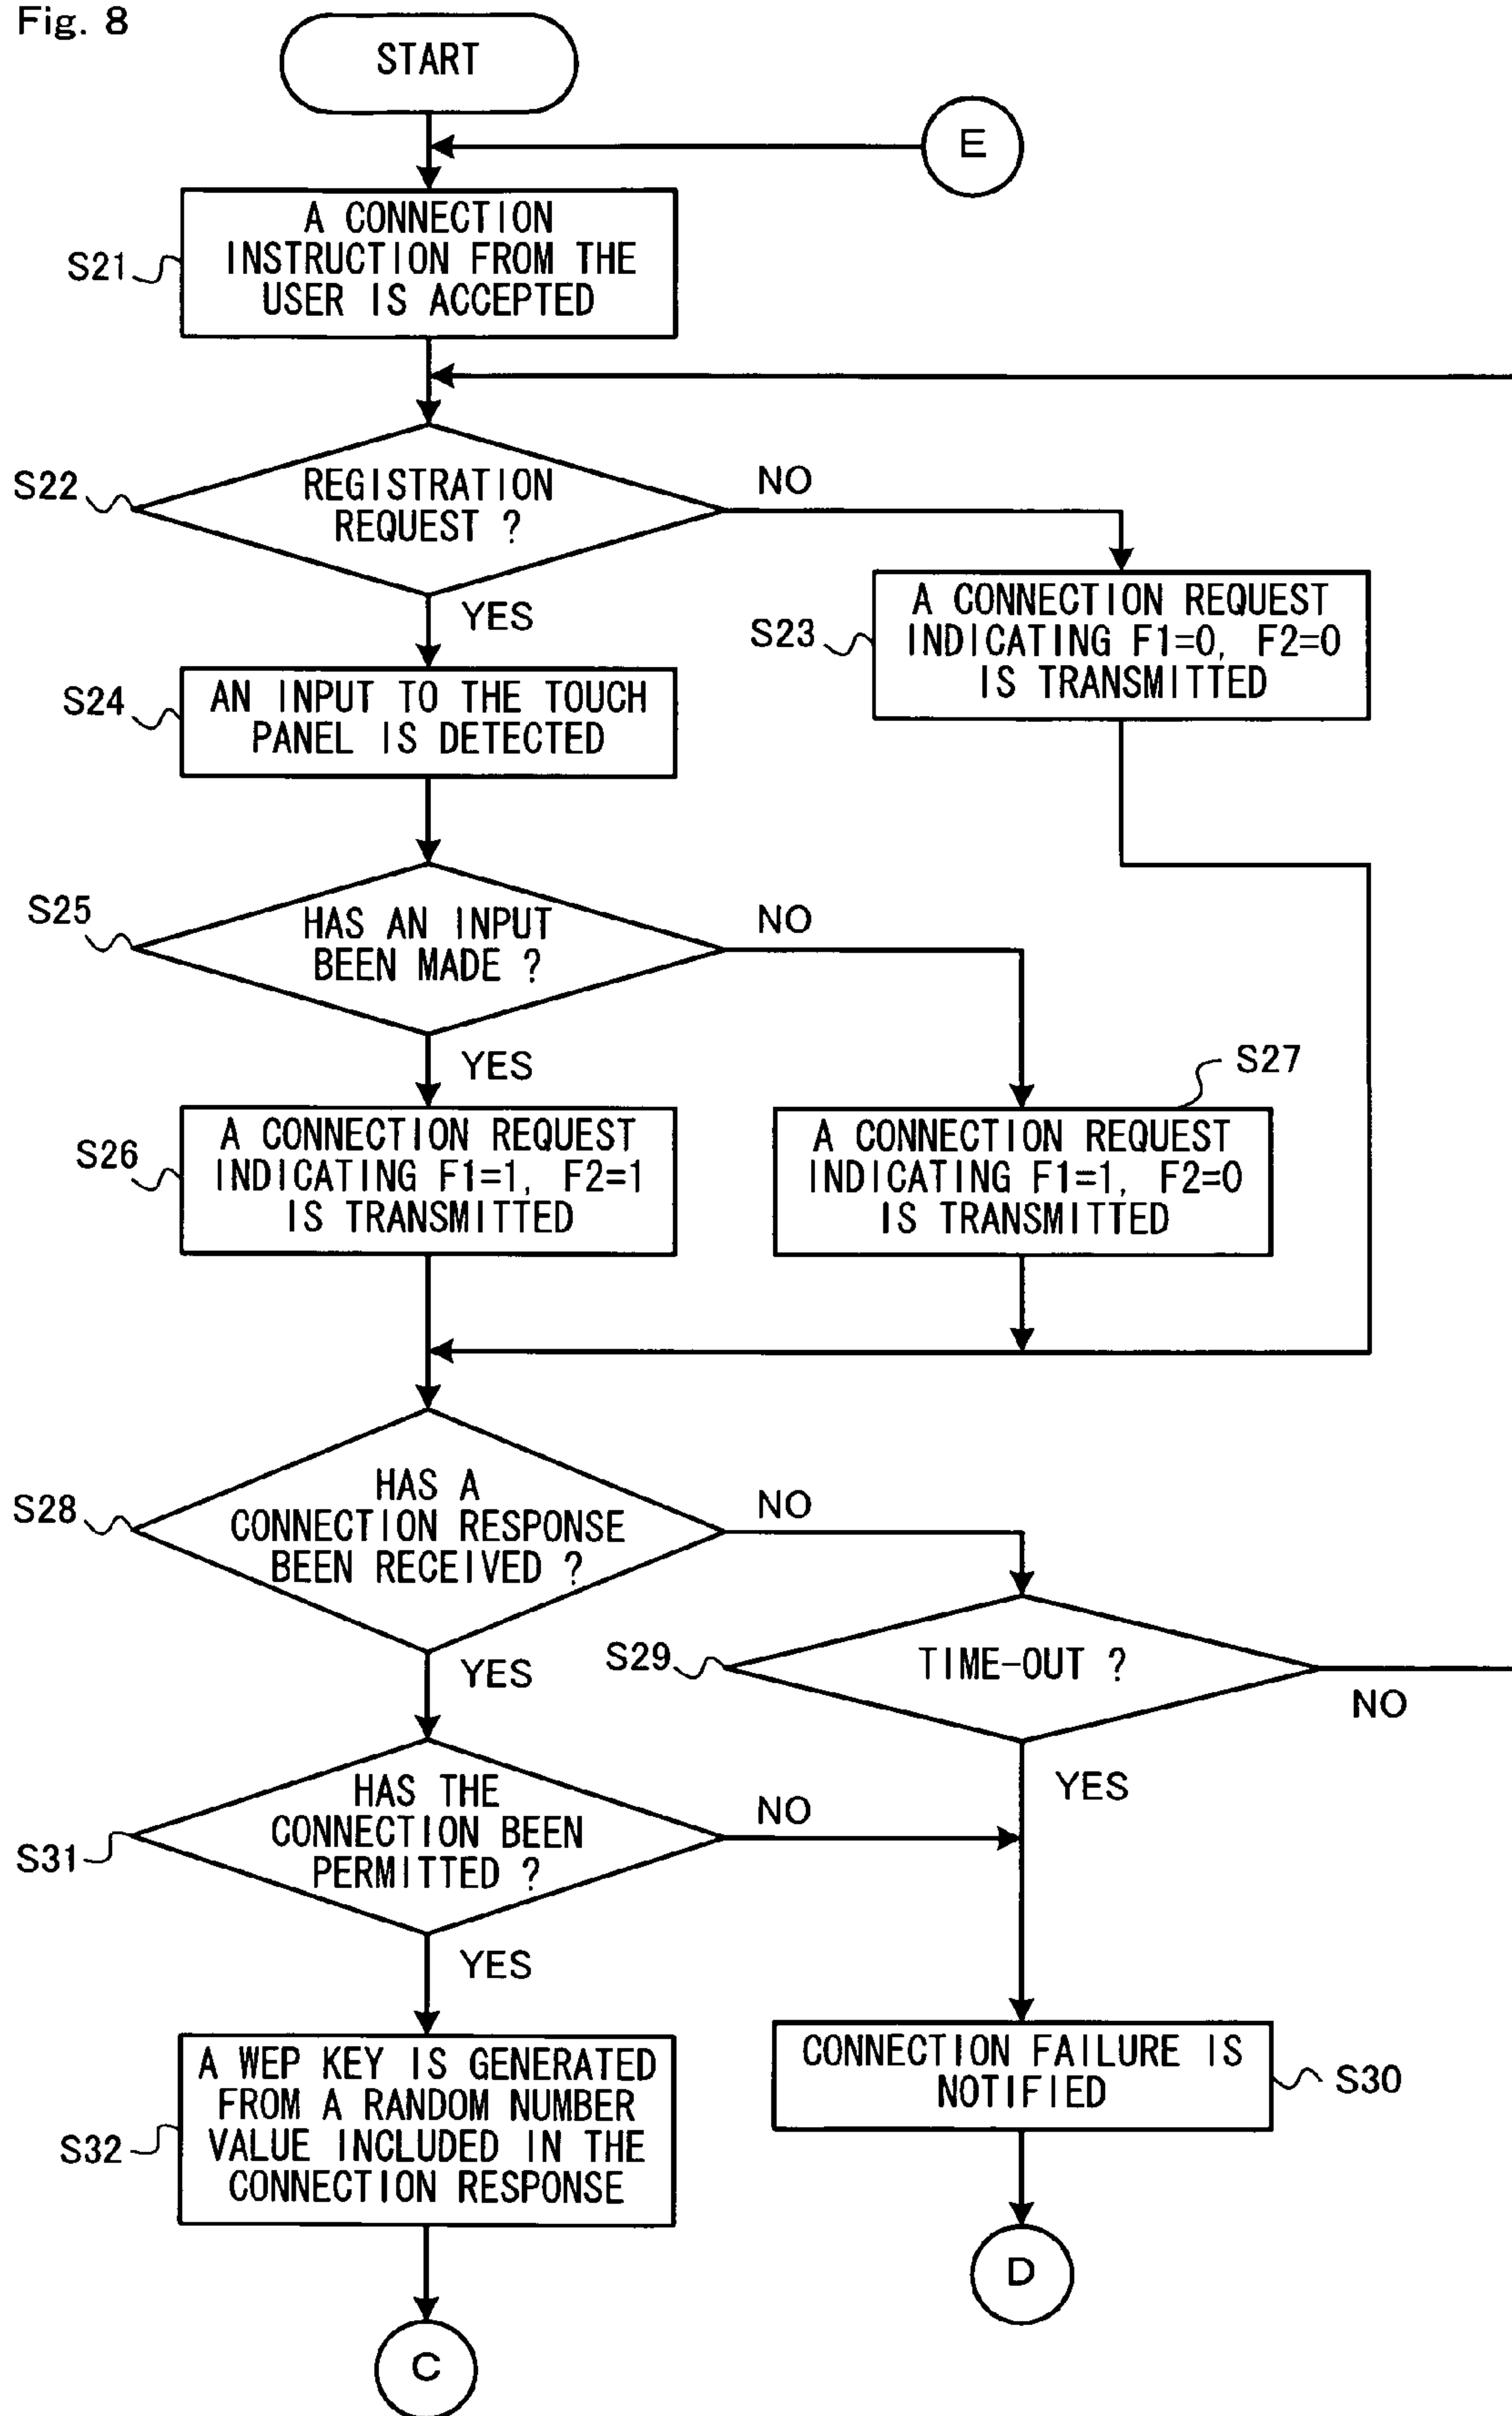 Fig. 8
START
E
S21
A CONNECTION
INSTRUCTION FROM THE
USER IS ACCEPTED
S22
REGISTRATION
REQUEST ?
NO
YES
S23
A CONNECTION REQUEST
INDICATING F1=0, F2=0
IS TRANSMITTED
S24
AN INPUT TO THE TOUCH
PANEL IS DETECTED
S25
HAS AN INPUT
BEEN MADE ?
NO
YES
S26
A CONNECTION REQUEST
INDICATING F1=1, F2=1
IS TRANSMITTED
S27
A CONNECTION REQUEST
INDICATING F1=1, F2=0
IS TRANSMITTED
S28
HAS A
CONNECTION RESPONSE
BEEN RECEIVED ?
NO
YES
S29
TIME-OUT ?
NO
YES
S31
HAS THE
CONNECTION BEEN
PERMITTED ?
NO
YES
S32
A WEP KEY IS GENERATED
FROM A RANDOM NUMBER
VALUE INCLUDED IN THE
CONNECTION RESPONSE
CONNECTION FAILURE IS
NOTIFIED
S30
D
C